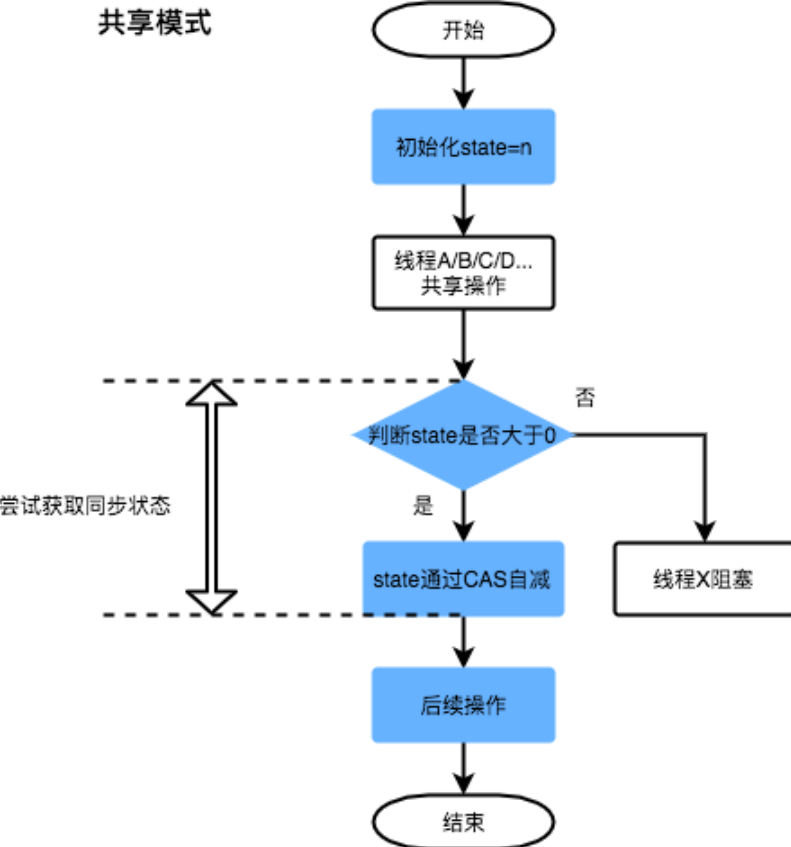 共享模式
开始
初始化state=n
线程A/B/C/D...
共享操作
否
判断state是否大于0
是
尝试获取同步状态
state通过CAS自减
线程X阻塞
后续操作
结束